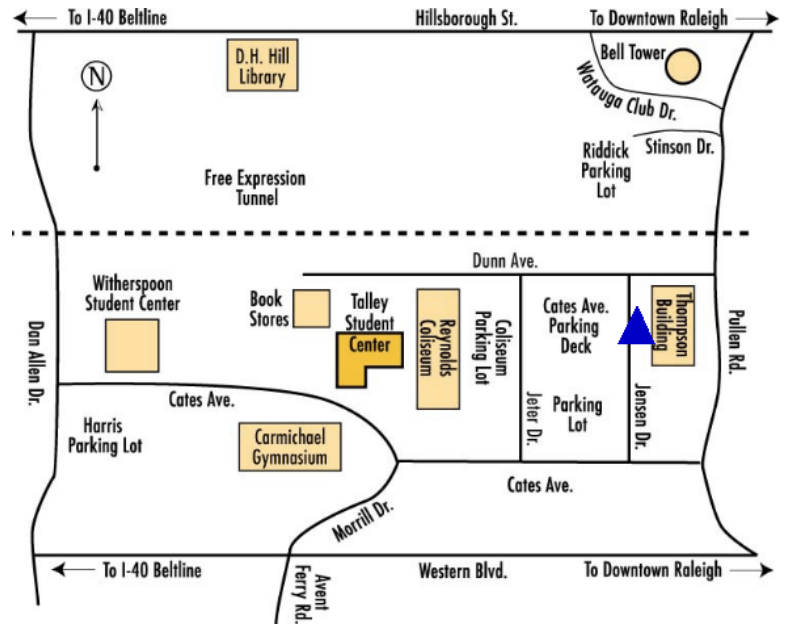 To I-40 Beltline
Hillsborough St.
To Downtown Raleigh
D.H. Hill
Library
Bell Tower
N
Watauga Club Dr.
Stinson Dr.
Riddick
Parking
Lot
Free Expression
Tunnel
Dunn Ave.
Witherspoon
Student Center
Book
Stores
Talley
Student
Center
Reynolds
Coliseum
Coliseum
Parking Lot
Cates Ave.
Parking
Deck
Thompson
Building
Pullen Rd.
Dan Allen Dr.
Cates Ave.
Harris
Parking Lot
Carmichael
Gymnasium
Jeter Dr.
Parking
Lot
Jensen Dr.
Cates Ave.
Morrill Dr.
To I-40 Beltline
Avent
Ferry Rd.
Western Blvd.
To Downtown Raleigh